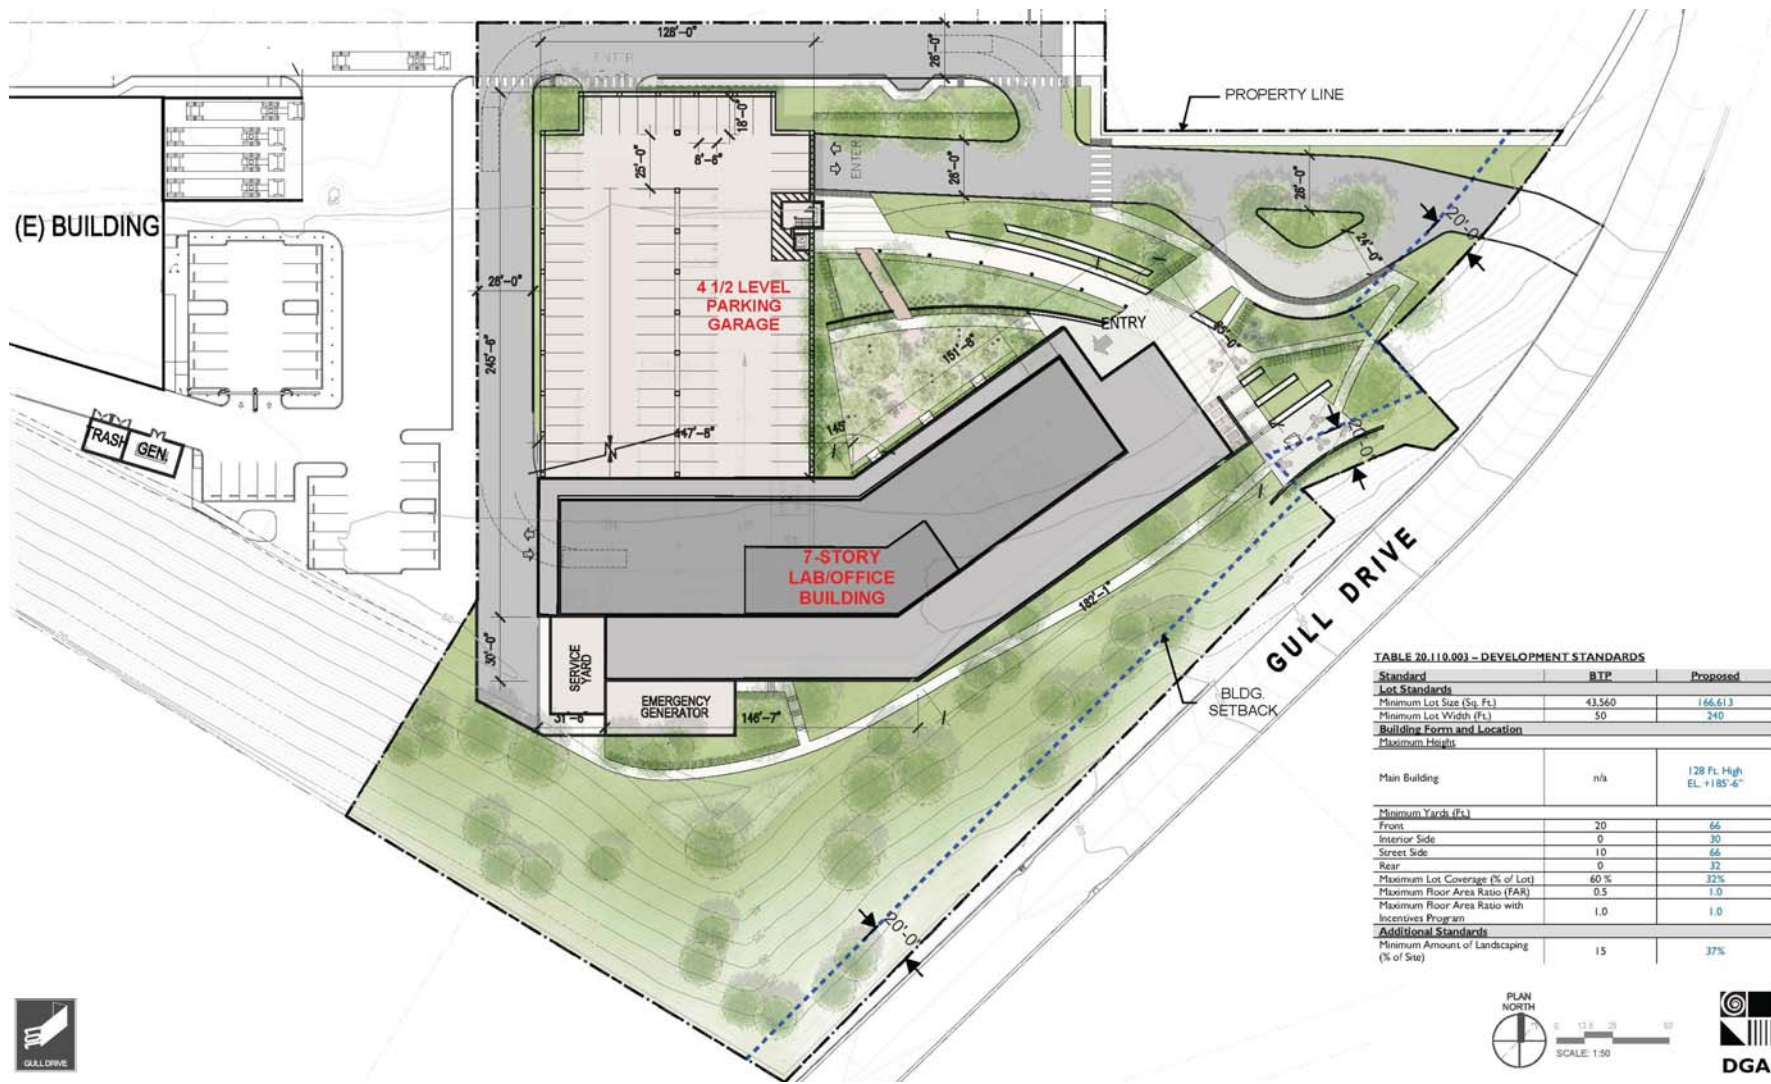 128'-0"
26'-0"
ENTER
PROPERTY LINE
18'-0"
25'-0"
8'-6"
ENTER
26'-0"
20'-0"
24'-0"
(E) BUILDING
26'-0"
4 1/2 LEVEL
PARKING
GARAGE
ENTRY
245'-6"
151'-8"
145°
TRASH
GEN.
20'-0"
7-STORY
LAB/OFFICE
BUILDING
182'-1"
GULL DRIVE
30'-0"
SERVICE
YARD
EMERGENCY
GENERATOR
31'-6"
146'-7"
BLDG.
SETBACK
20'-0"
TABLE 20.110.003 – DEVELOPMENT STANDARDS
Standard BTP Proposed
Lot Standards
Minimum Lot Size (Sq. Ft.) 43,560 166,613
Minimum Lot Width (Ft.) 50 240
Building Form and Location
Maximum Height
Main Building n/a 128 Ft. High
EL. +185'-6"
Minimum Yards (Ft.)
Front 20 66
Interior Side 0 30
Street Side 10 66
Rear 0 32
Maximum Lot Coverage (% of Lot) 60 % 32%
Maximum Floor Area Ratio (FAR) 0.5 1.0
Maximum Floor Area Ratio with
Incentives Program 1.0 1.0
Additional Standards
Minimum Amount of Landscaping
(% of Site) 15 37%
PLAN
NORTH
SCALE: 1:50
DGA
GULL DRIVE